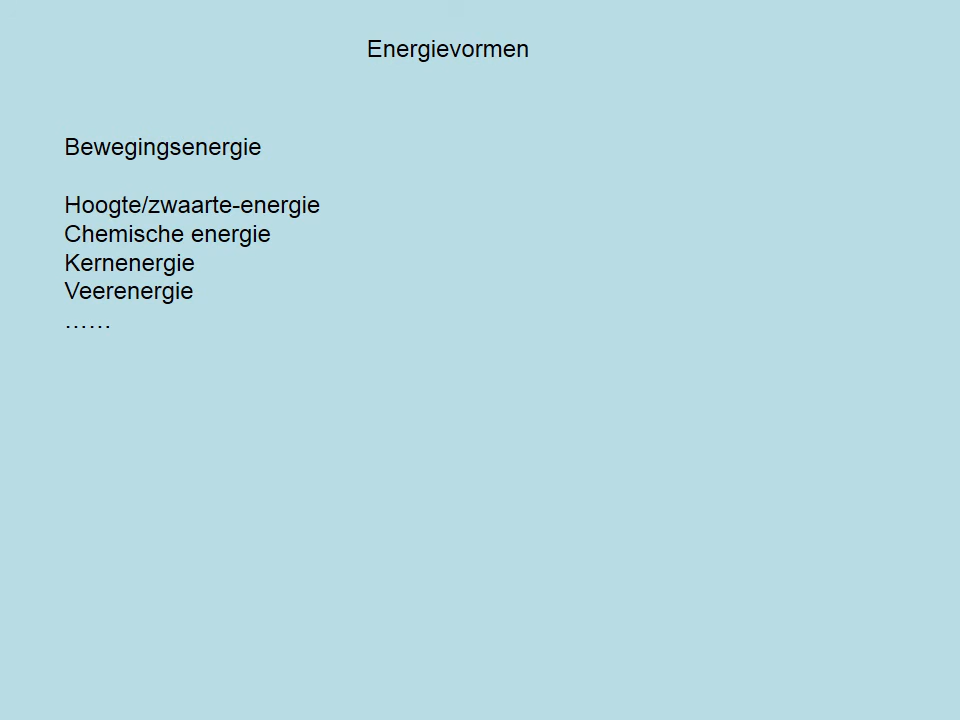 Energievormen
Bewegingsenergie
Hoogte/zwaarte-energie
Chemische energie
Kernenergie
Veerenergie
……